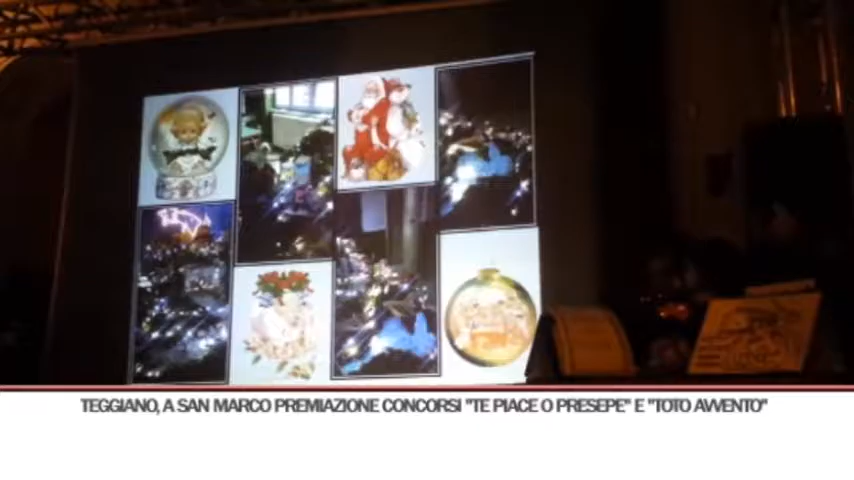 TEGGIANO, A SAN MARCO PREMIAZIONE CONCORSI "TE PIACE O PRESEPE" E "TOTO AVVENTO"